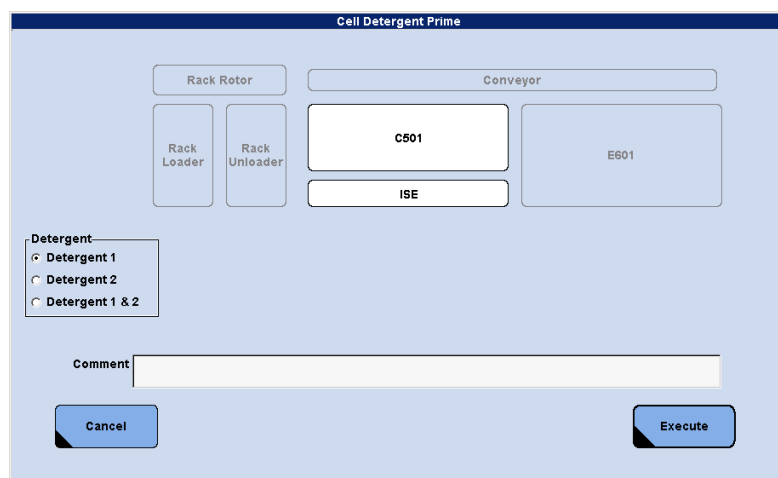 Cell Detergent Prime
Rack Rotor
Conveyor
Rack
Loader
Rack
Unloader
C501
E601
ISE
Detergent
Detergent 1
Detergent 2
Detergent 1 & 2
Comment
Cancel
Execute